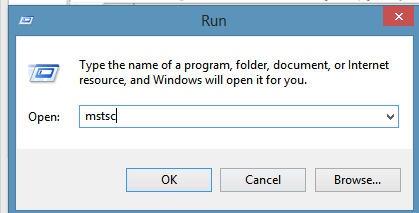 Run
Type the name of a program, folder, document, or Internet
resource, and Windows will open it for you.
Open: mstsc
OK Cancel Browse...